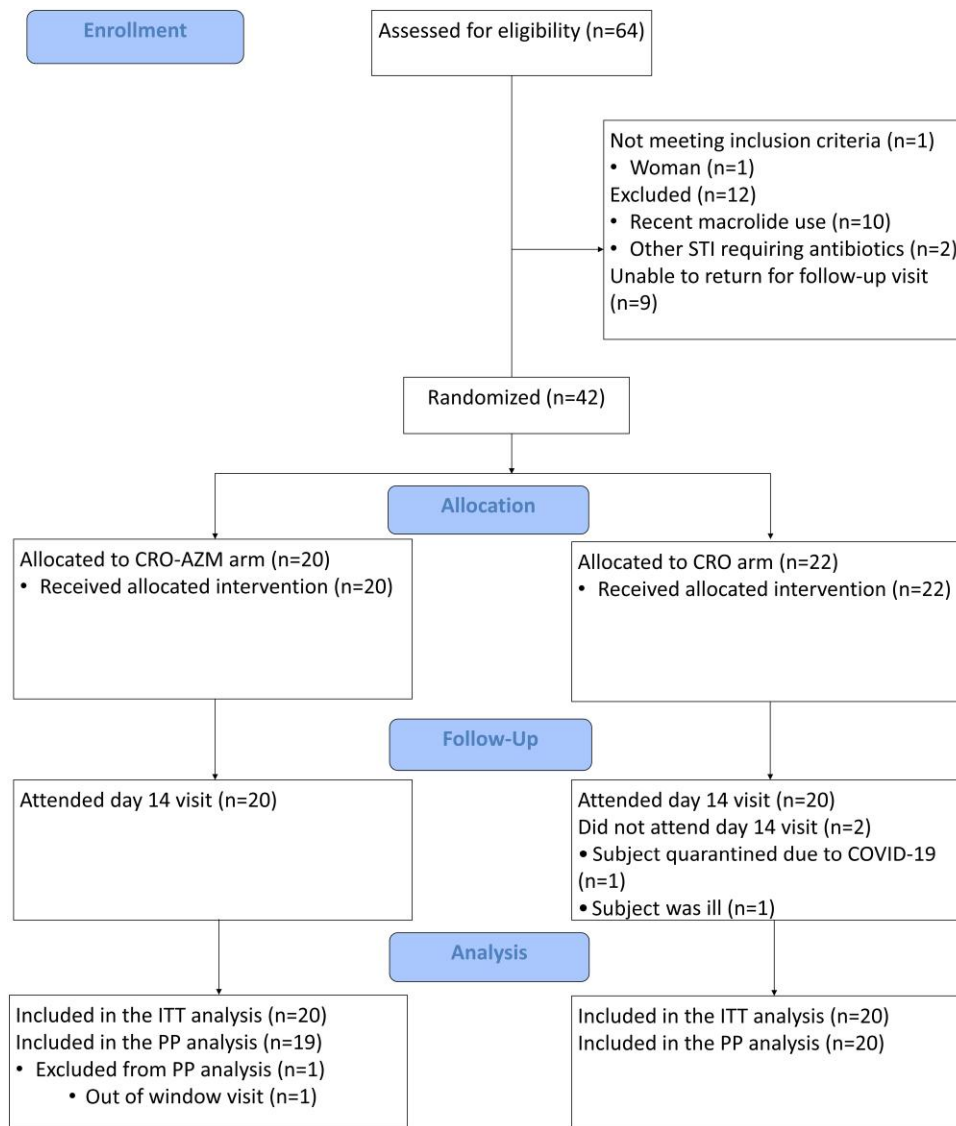 Enrollment
Assessed for eligibility (n=64)
Not meeting inclusion criteria (n=1)
• Woman (n=1)
Excluded (n=12)
• Recent macrolide use (n=10)
• Other STI requiring antibiotics (n=2)
Unable to return for follow-up visit
(n=9)
Randomized (n=42)
Allocation
Allocated to CRO-AZM arm (n=20)
• Received allocated intervention (n=20)
Allocated to CRO arm (n=22)
• Received allocated intervention (n=22)
Follow-Up
Attended day 14 visit (n=20)
Attended day 14 visit (n=20)
Did not attend day 14 visit (n=2)
• Subject quarantined due to COVID-19
(n=1)
• Subject was ill (n=1)
Analysis
Included in the ITT analysis (n=20)
Included in the PP analysis (n=19)
• Excluded from PP analysis (n=1)
• Out of window visit (n=1)
Included in the ITT analysis (n=20)
Included in the PP analysis (n=20)